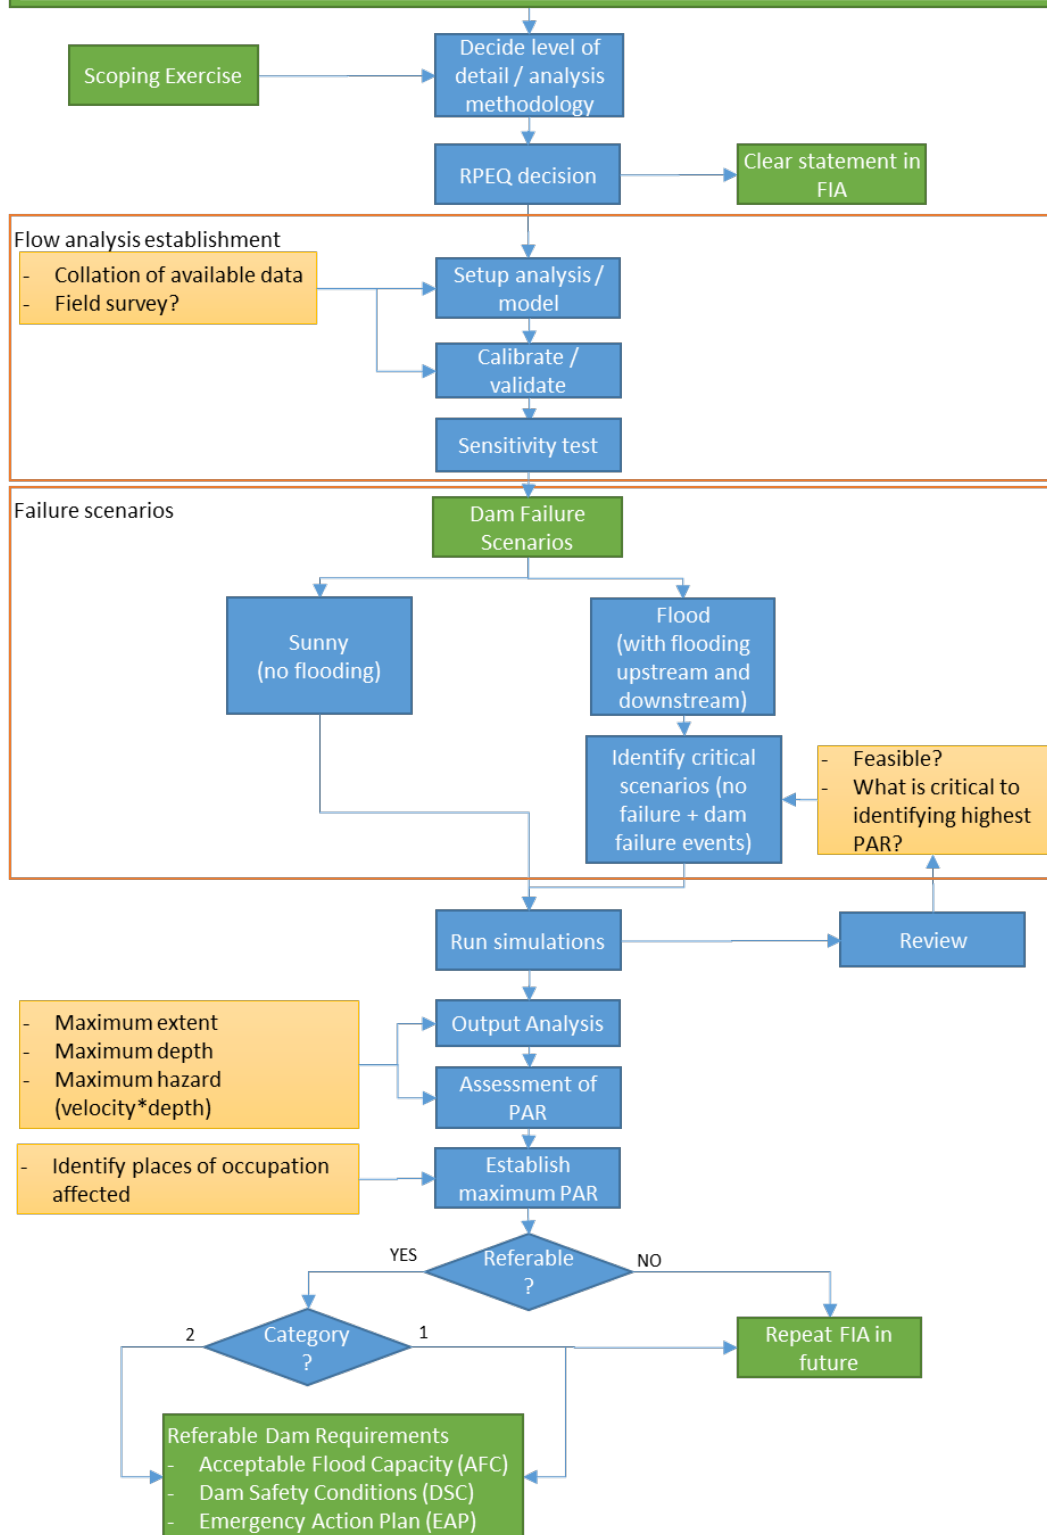 Decide level of
detail / analysis
methodology
Scoping Exercise
RPEQ decision
Clear statement in
FIA
Flow analysis establishment
- Collation of available data
- Field survey?
Setup analysis /
model
Calibrate /
validate
Sensitivity test
Failure scenarios
Dam Failure
Scenarios
Sunny
(no flooding)
Flood
(with flooding
upstream and
downstream)
Identify critical
scenarios (no
failure + dam
failure events)
- Feasible?
- What is critical to
identifying highest
PAR?
Run simulations
Review
- Maximum extent
- Maximum depth
- Maximum hazard
(velocity*depth)
Output Analysis
Assessment of
PAR
- Identify places of occupation
affected
Establish
maximum PAR
YES
Referable
?
NO
2
Category
?
1
Repeat FIA in
future
Referable Dam Requirements
- Acceptable Flood Capacity (AFC)
- Dam Safety Conditions (DSC)
- Emergency Action Plan (EAP)